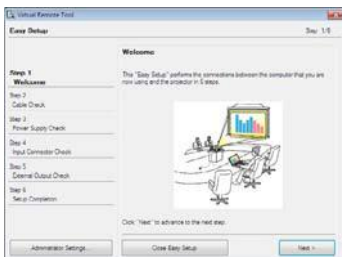 Virtual Remote Tool
Easy Setup
Step 1/6
Step 1
Welcome
Step 2
Cable Check
Step 3
Power Supply Check
Step 4
Input Connector Check
Step 5
External Output Check
Step 6
Setup Completion
Welcome
This "Easy Setup" performs the connections between the computer that you are
now using and the projector in 6 steps.
Click "Next" to advance to the next step.
Administrator Settings...
Close Easy Setup
Next >